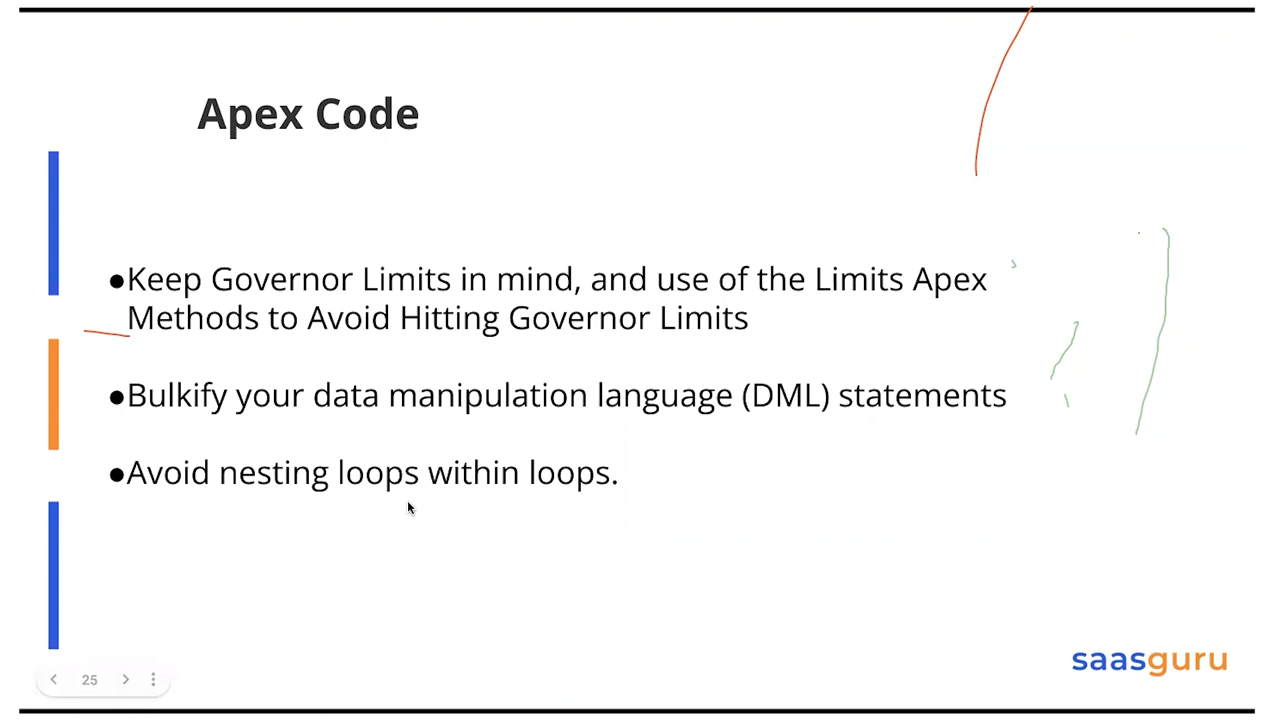 Apex Code
●Keep Governor Limits in mind, and use of the Limits Apex
Methods to Avoid Hitting Governor Limits
●Bulkify your data manipulation language (DML) statements
●Avoid nesting loops within loops.
saasguru
25